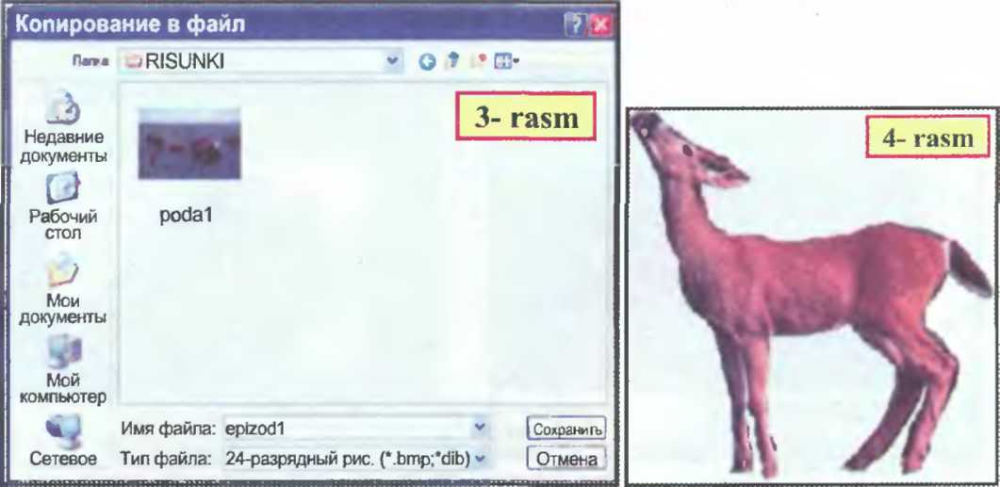 Копирование в файл
Папка
RISUNKI
3- rasm
4- rasm
Недавние
документы
poda1
Рабочий
стол
Мои
документы
Мой
компьютер
Имя файла: epizod1
Сохранить
Сетевое
Тип файла: 24-разрядный рис. (*.bmp;*dib)
Отмена